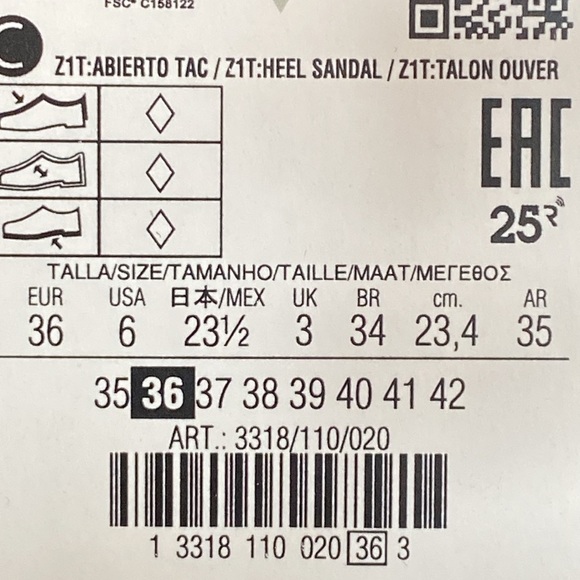 FSC® C158122
C
Z1T:ABIERTO TAC / Z1T:HEEL SANDAL / Z1T:TALON OUVER
EAC
25
TALLA/SIZE/TAMANHO/TAILLE/MAAT/ΜΕΓΕΘΟΣ
EUR USA 日本/MEX UK BR cm. AR
36 6 23½ 3 34 23,4 35
35 36 37 38 39 40 41 42
ART.: 3318/110/020
1 3318 110 020 36 3